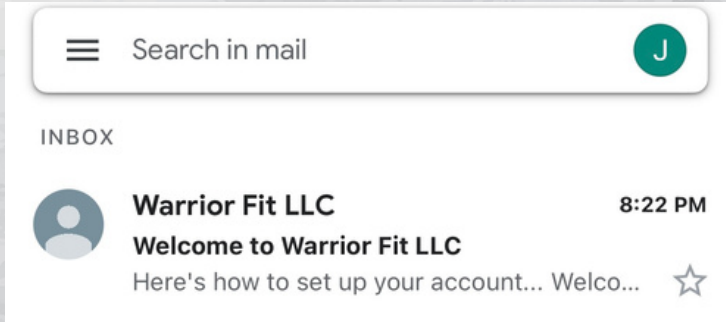 Search in mail
J
INBOX
Warrior Fit LLC 8:22 PM
Welcome to Warrior Fit LLC
Here's how to set up your account... Welco...